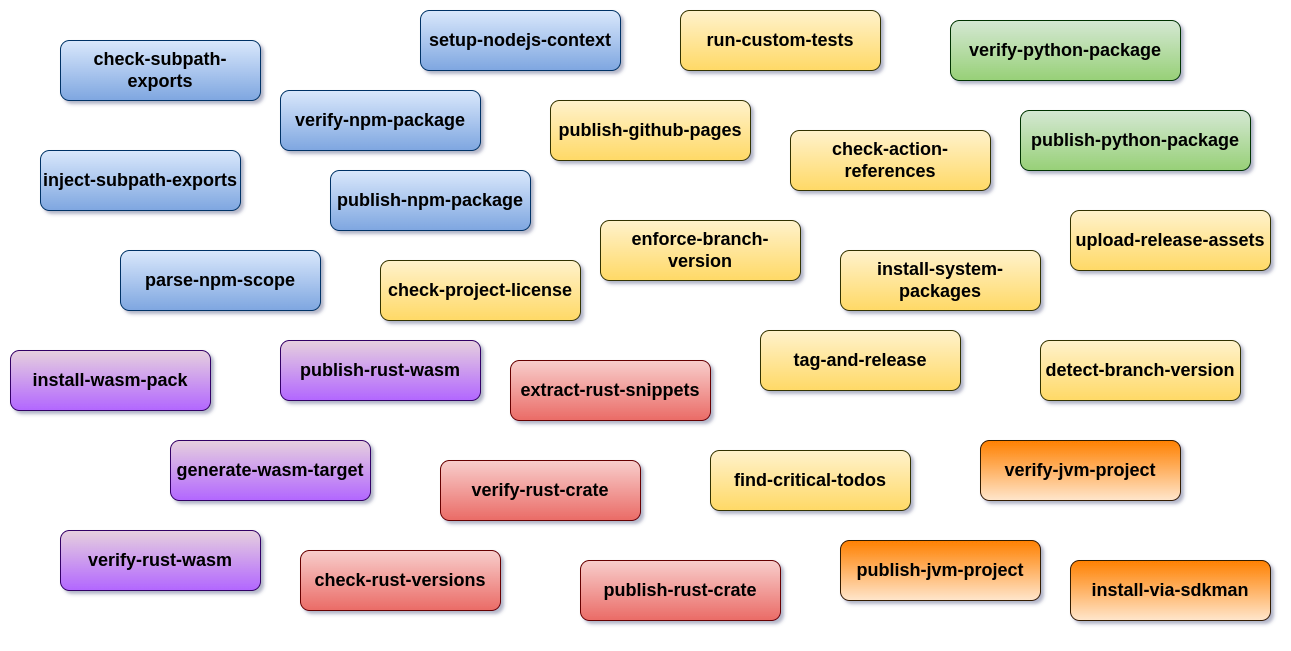 setup-nodejs-context
run-custom-tests
verify-python-package
check-subpath-
exports
verify-npm-package
publish-github-pages
publish-python-package
check-action-
references
inject-subpath-exports
publish-npm-package
enforce-branch-
version
upload-release-assets
parse-npm-scope
check-project-license
install-system-
packages
install-wasm-pack
publish-rust-wasm
extract-rust-snippets
tag-and-release
detect-branch-version
generate-wasm-target
verify-rust-crate
find-critical-todos
verify-jvm-project
verify-rust-wasm
check-rust-versions
publish-rust-crate
publish-jvm-project
install-via-sdkman